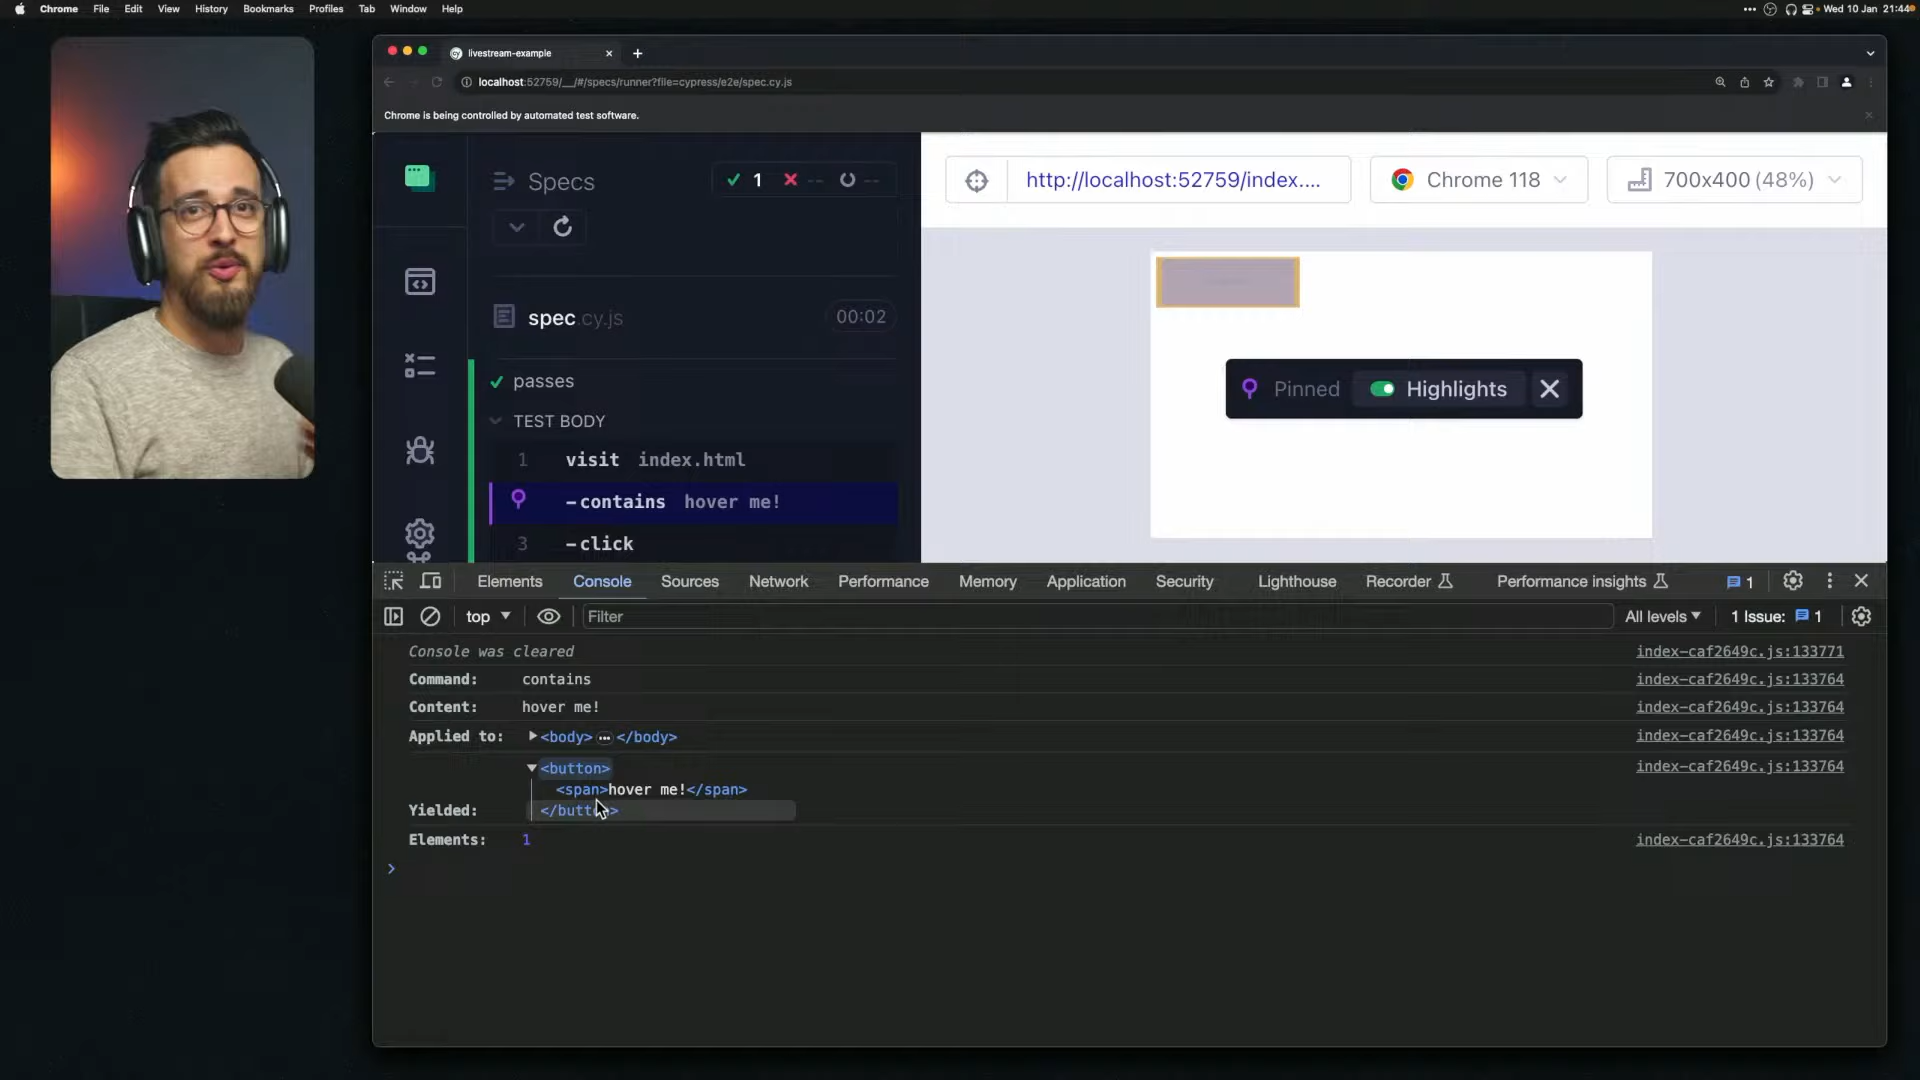 Chrome File Edit View History Bookmarks Profiles Tab Window Help
Wed 10 Jan 21:44
livestream-example
localhost:52759/__/#/specs/runner?file=cypress/e2e/spec.cy.js
Chrome is being controlled by automated test software.
Specs
1 -- --
http://localhost:52759/index....
Chrome 118
700x400 (48%)
spec.cy.js
00:02
passes
TEST BODY
1 visit index.html
-contains hover me!
3 -click
Pinned
Highlights
Elements Console Sources Network Performance Memory Application Security Lighthouse Recorder Performance insights 1
top
Filter
All levels
1 Issue: 1
Console was cleared index-caf2649c.js:133771
Command: contains index-caf2649c.js:133764
Content: hover me! index-caf2649c.js:133764
Applied to: <body> … </body> index-caf2649c.js:133764
<button> index-caf2649c.js:133764
<span>hover me!</span>
Yielded:
Elements: 1 index-caf2649c.js:133764